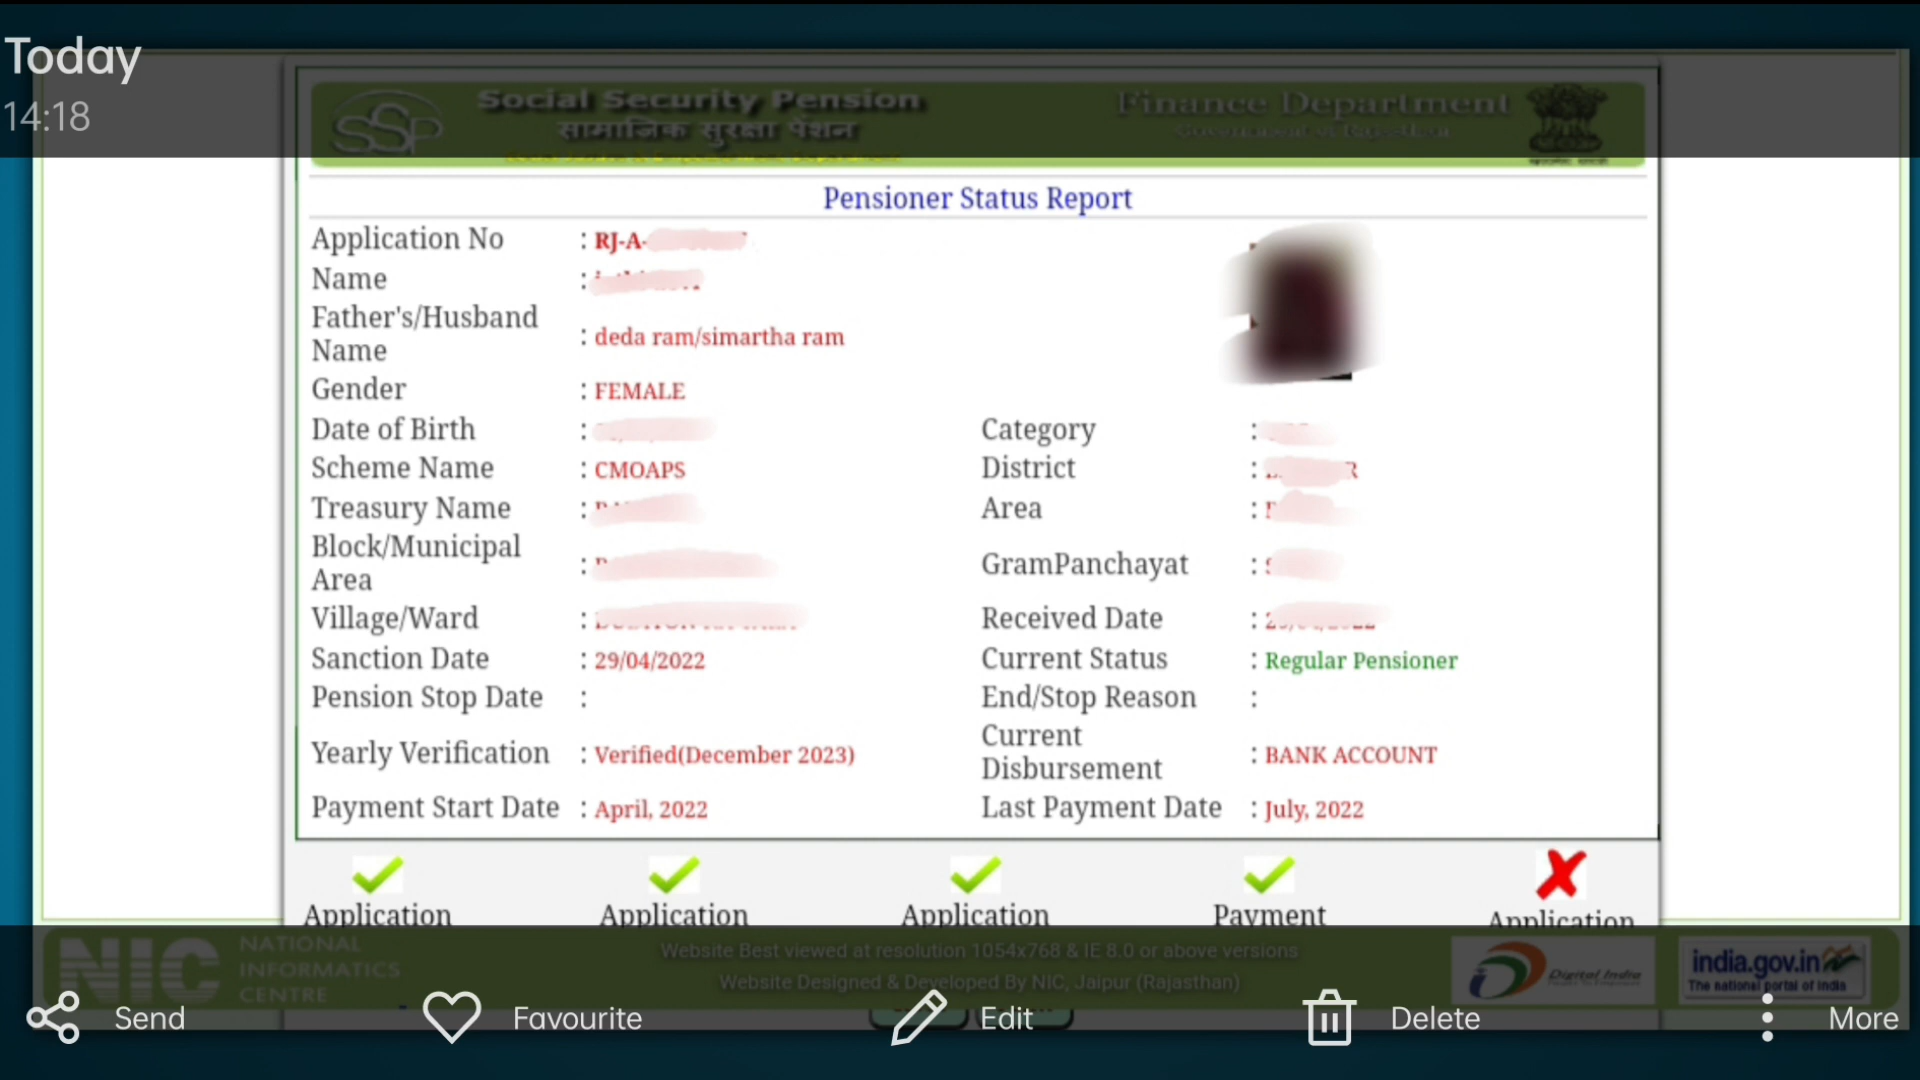 Today
14:18
SSP
Social Security Pension
सामाजिक सुरक्षा पेंशन
Finance Department
Government of Rajasthan
Pensioner Status Report
Application No : RJ-A-
Name :
Father's/Husband Name : deda ram/simartha ram
Gender : FEMALE
Date of Birth : Category :
Scheme Name : CMOAPS District : R
Treasury Name : Area :
Block/Municipal Area : GramPanchayat :
Village/Ward : Received Date :
Sanction Date : 29/04/2022 Current Status : Regular Pensioner
Pension Stop Date : End/Stop Reason :
Yearly Verification : Verified(December 2023) Current Disbursement : BANK ACCOUNT
Payment Start Date : April, 2022 Last Payment Date : July, 2022
Application Application Application Payment Application
NIC NATIONAL INFORMATICS CENTRE
Website Best viewed at resolution 1054x768 & IE 8.0 or above versions
Website Designed & Developed By NIC, Jaipur (Rajasthan)
Digital India
india.gov.in
The national portal of India
Send Favourite Edit Delete More